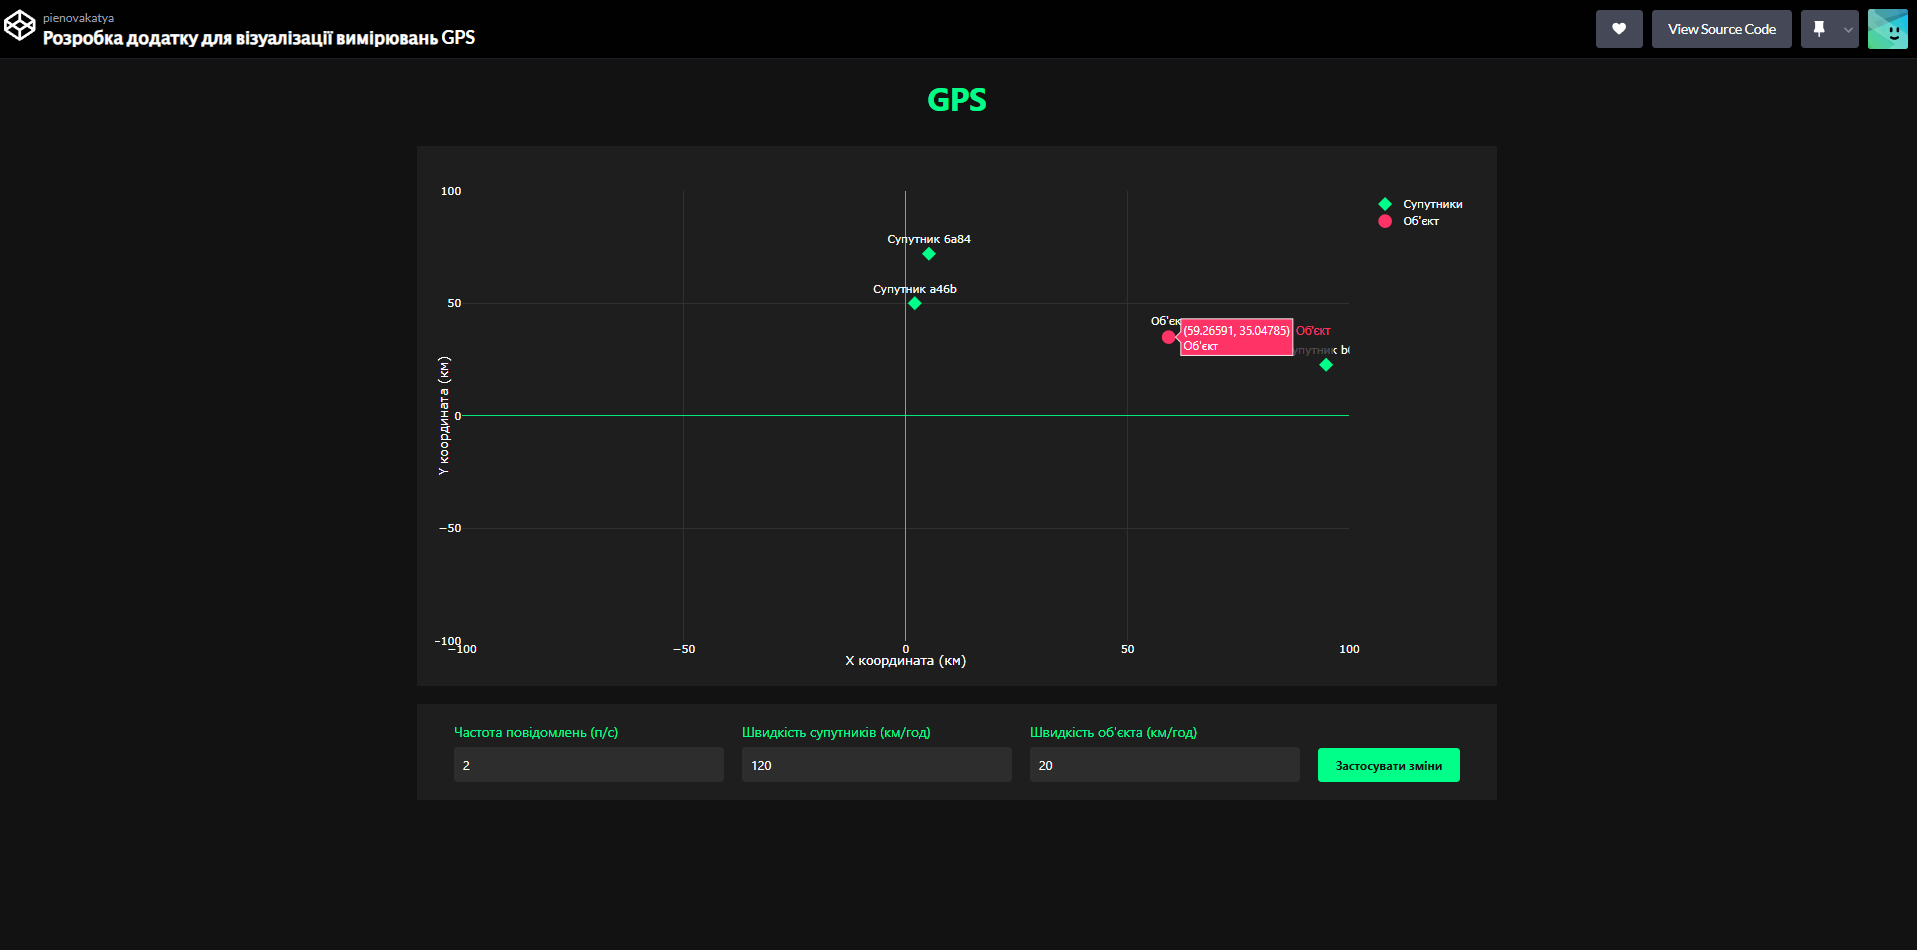 pienovakatya
Розробка додатку для візуалізації вимірювань GPS
View Source Code
GPS
100
50
0
−50
−100
Y координата (км)
Супутник 6a84
Супутник a46b
Об'єк
(59.26591, 35.04785)
Об'єкт
Об'єкт
упутник b
Супутники
Об'єкт
−100
−50
0
50
100
X координата (км)
Частота повідомлень (п/с)
2
Швидкість супутників (км/год)
120
Швидкість об'єкта (км/год)
20
Застосувати зміни